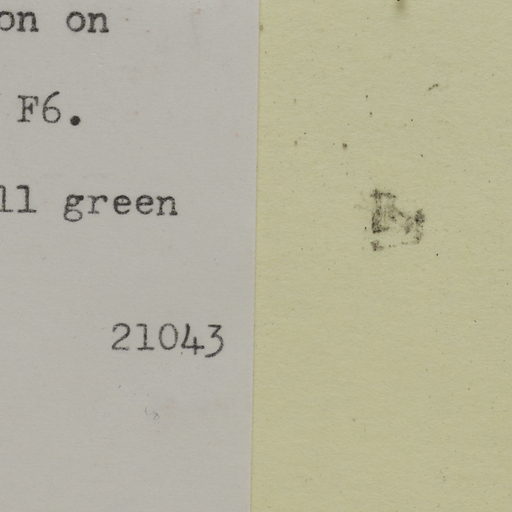 on on
F6.
ll green
21043